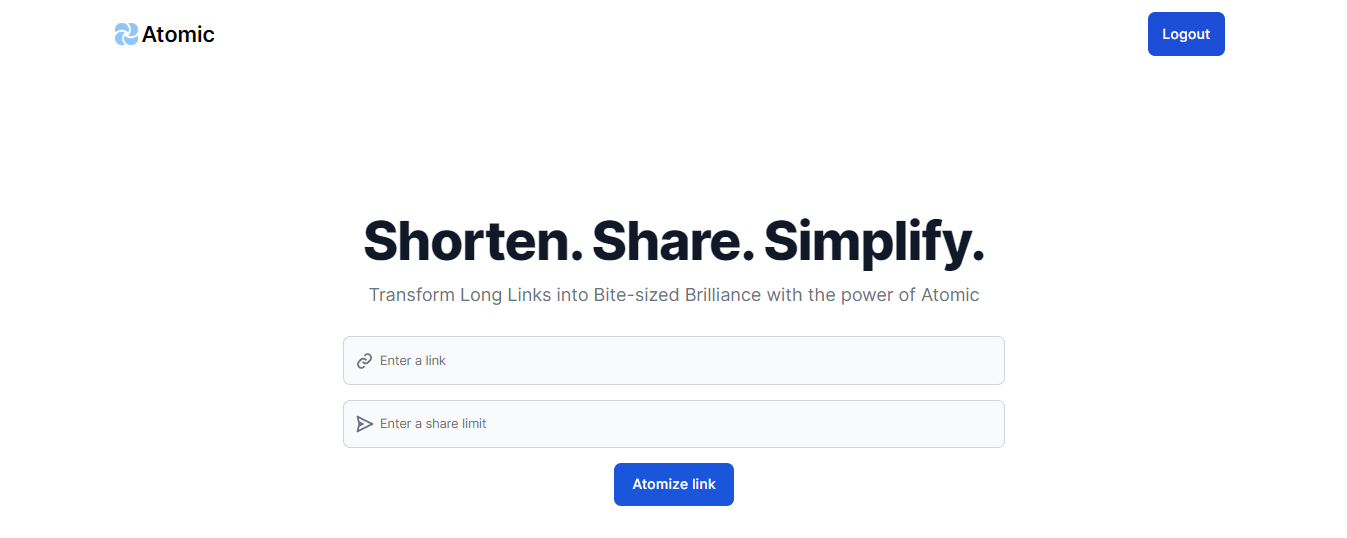 Atomic
Logout
Shorten. Share. Simplify.
Transform Long Links into Bite-sized Brilliance with the power of Atomic
Enter a link
Enter a share limit
Atomize link